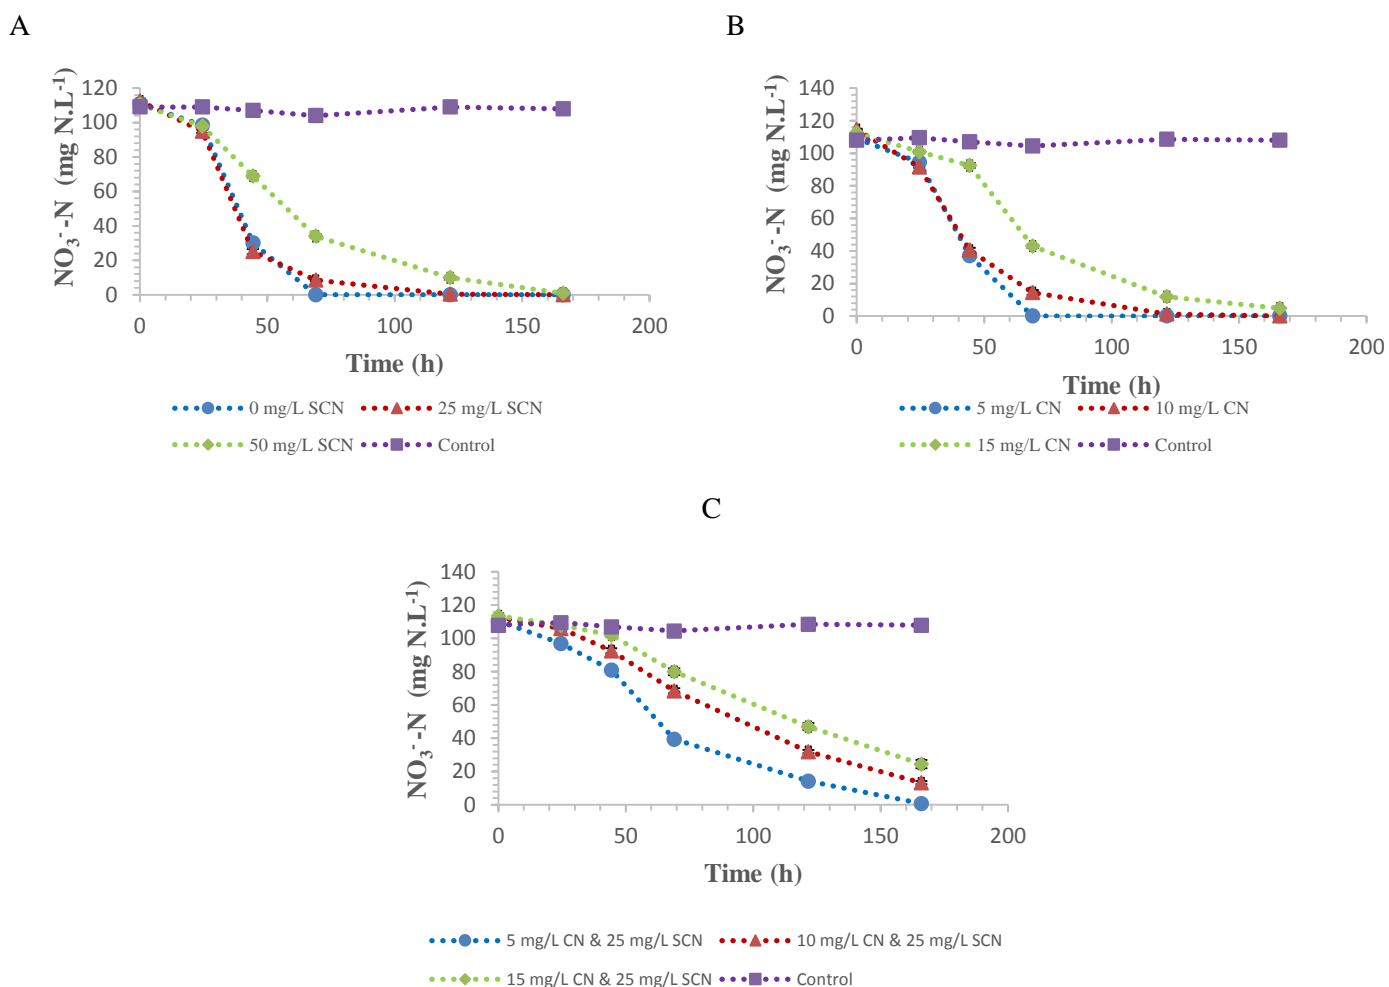 A
B
120
100
80
60
40
20
0
NO₃⁻ -N (mg N.L⁻¹)
0 50 100 150 200
Time (h)
0 mg/L SCN 25 mg/L SCN
50 mg/L SCN Control
140
120
100
80
60
40
20
0
NO₃⁻ -N (mg N.L⁻¹)
0 50 100 150 200
Time (h)
5 mg/L CN 10 mg/L CN
15 mg/L CN Control
C
140
120
100
80
60
40
20
0
NO₃⁻ -N (mg N.L⁻¹)
0 50 100 150 200
Time (h)
5 mg/L CN & 25 mg/L SCN 10 mg/L CN & 25 mg/L SCN
15 mg/L CN & 25 mg/L SCN Control